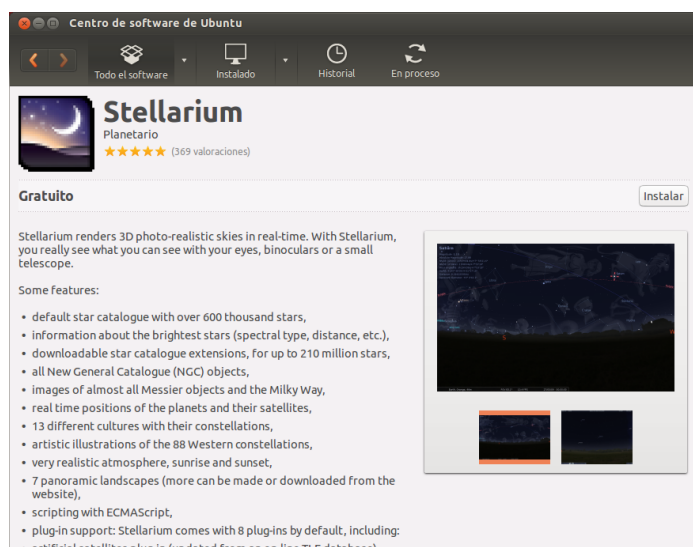 Centro de software de Ubuntu
Todo el software
Instalado
Historial
En proceso
Stellarium
Planetario
(369 valoraciones)
Gratuito
Instalar
Stellarium renders 3D photo-realistic skies in real-time. With Stellarium,
you really see what you can see with your eyes, binoculars or a small
telescope.
Some features:
• default star catalogue with over 600 thousand stars,
• information about the brightest stars (spectral type, distance, etc.),
• downloadable star catalogue extensions, for up to 210 million stars,
• all New General Catalogue (NGC) objects,
• images of almost all Messier objects and the Milky Way,
• real time positions of the planets and their satellites,
• 13 different cultures with their constellations,
• artistic illustrations of the 88 Western constellations,
• very realistic atmosphere, sunrise and sunset,
• 7 panoramic landscapes (more can be made or downloaded from the
website),
• scripting with ECMAScript,
• plug-in support: Stellarium comes with 8 plug-ins by default, including: